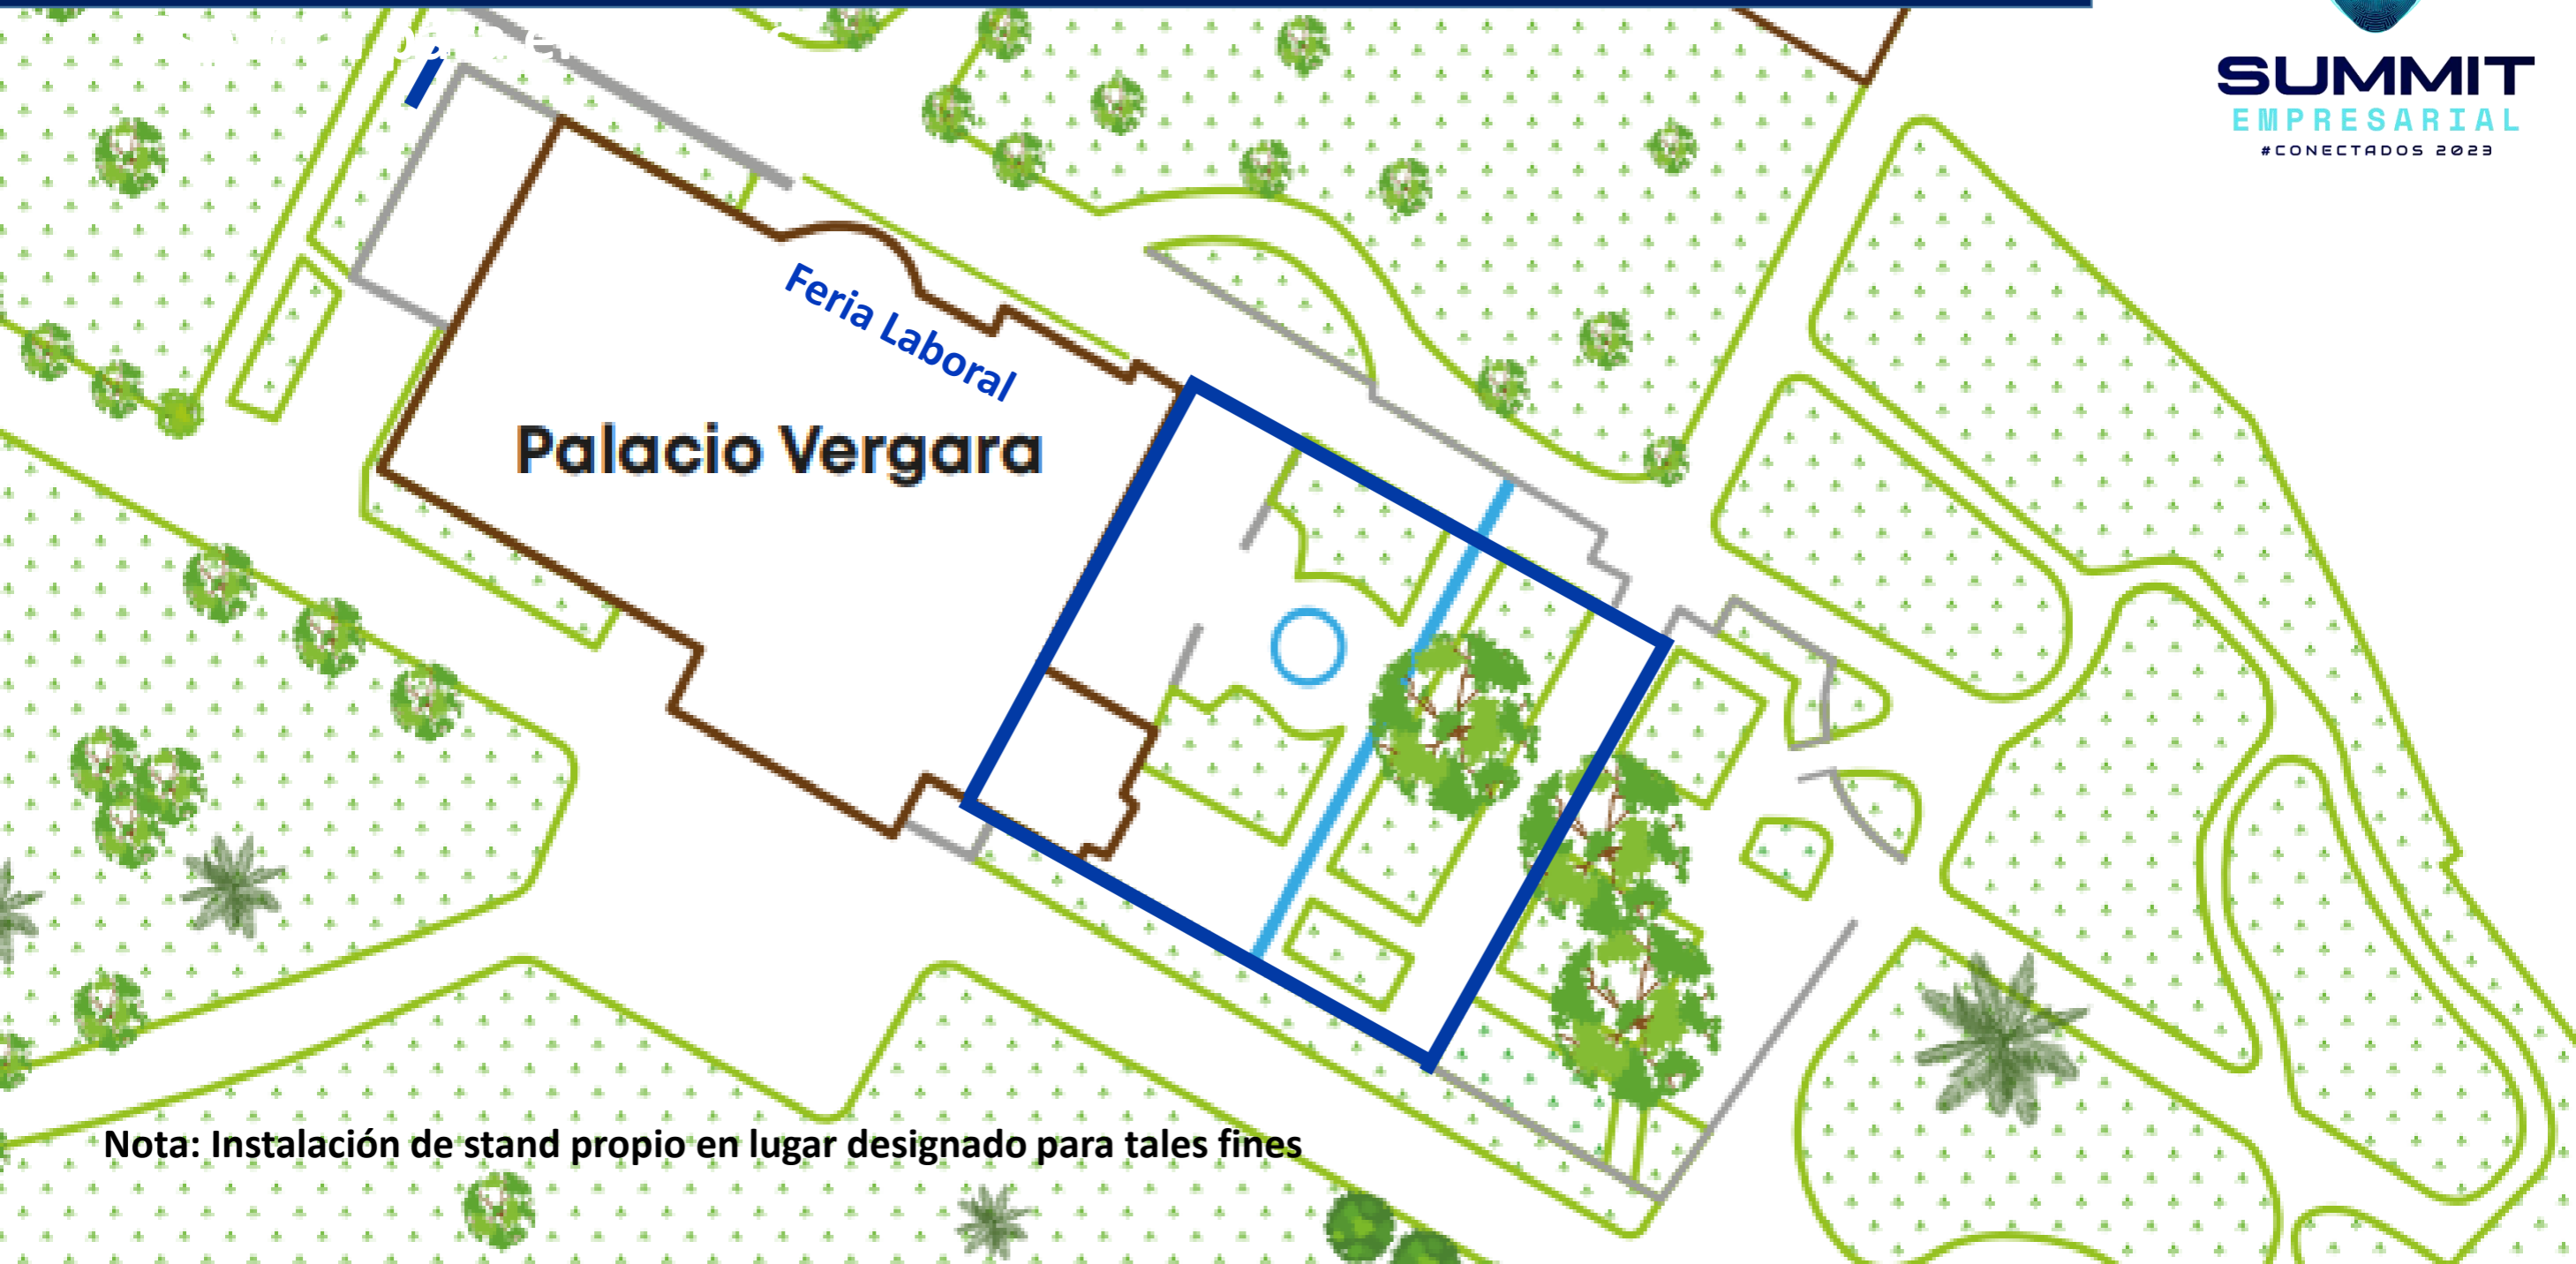 SUMMIT
EMPRESARIAL
#CONECTADOS 2023
Feria Laboral
Palacio Vergara
Nota: Instalación de stand propio en lugar designado para tales fines